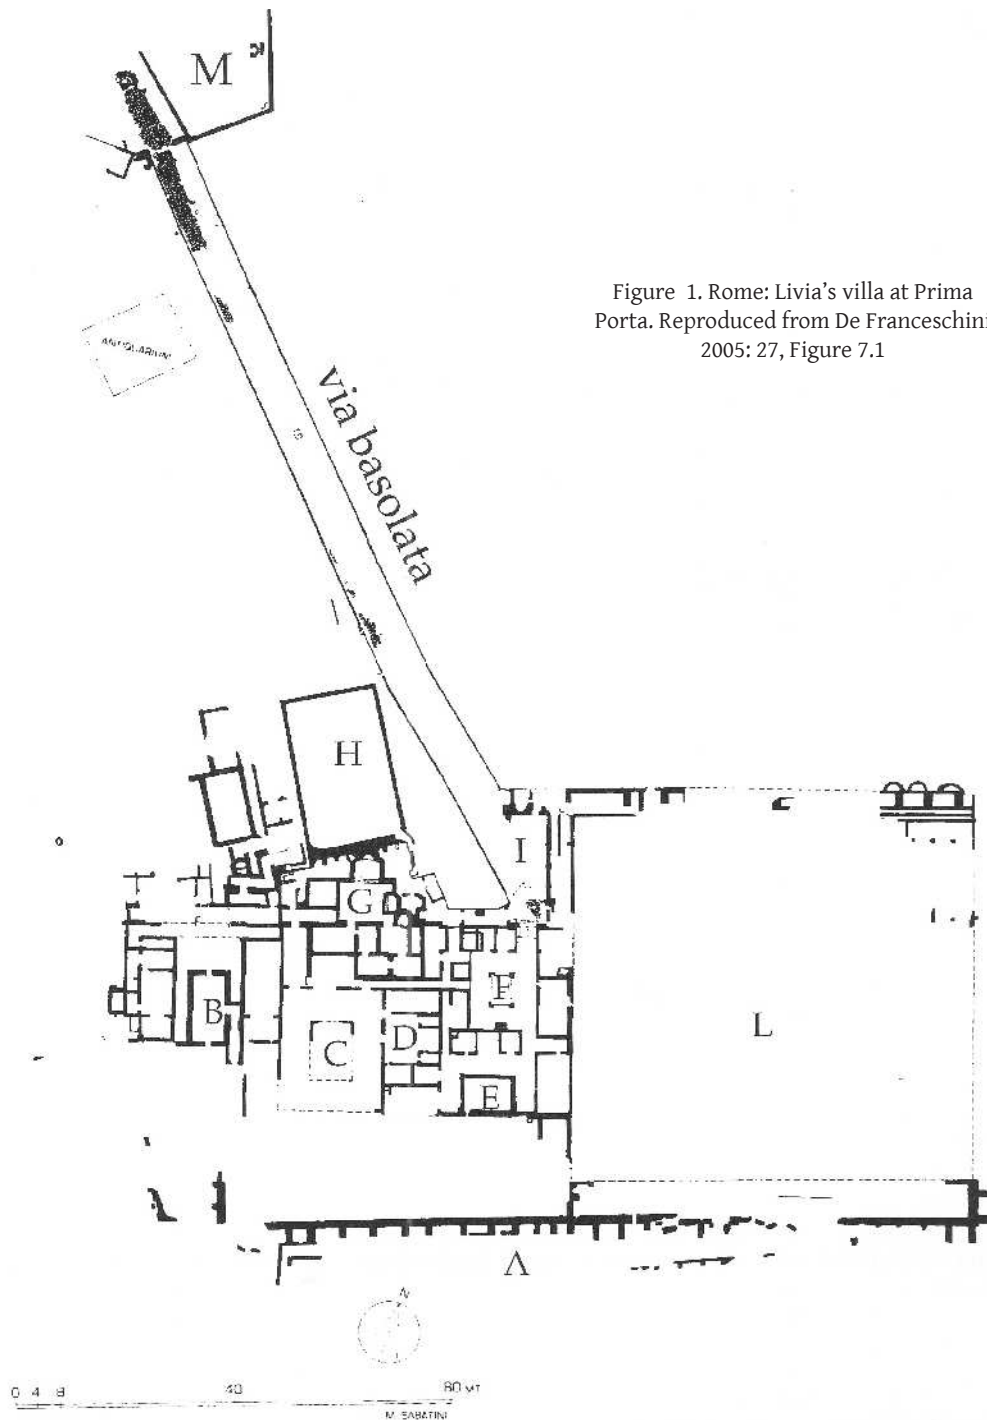 M
Figure 1. Rome: Livia's villa at Prima
Porta. Reproduced from De Franceschini
2005: 27, Figure 7.1
ANTIQUARIUM
via basolata
H
I
G
B
F
L
C
D
E
A
N
0 4 8 40 80 MT
M. SABATINI